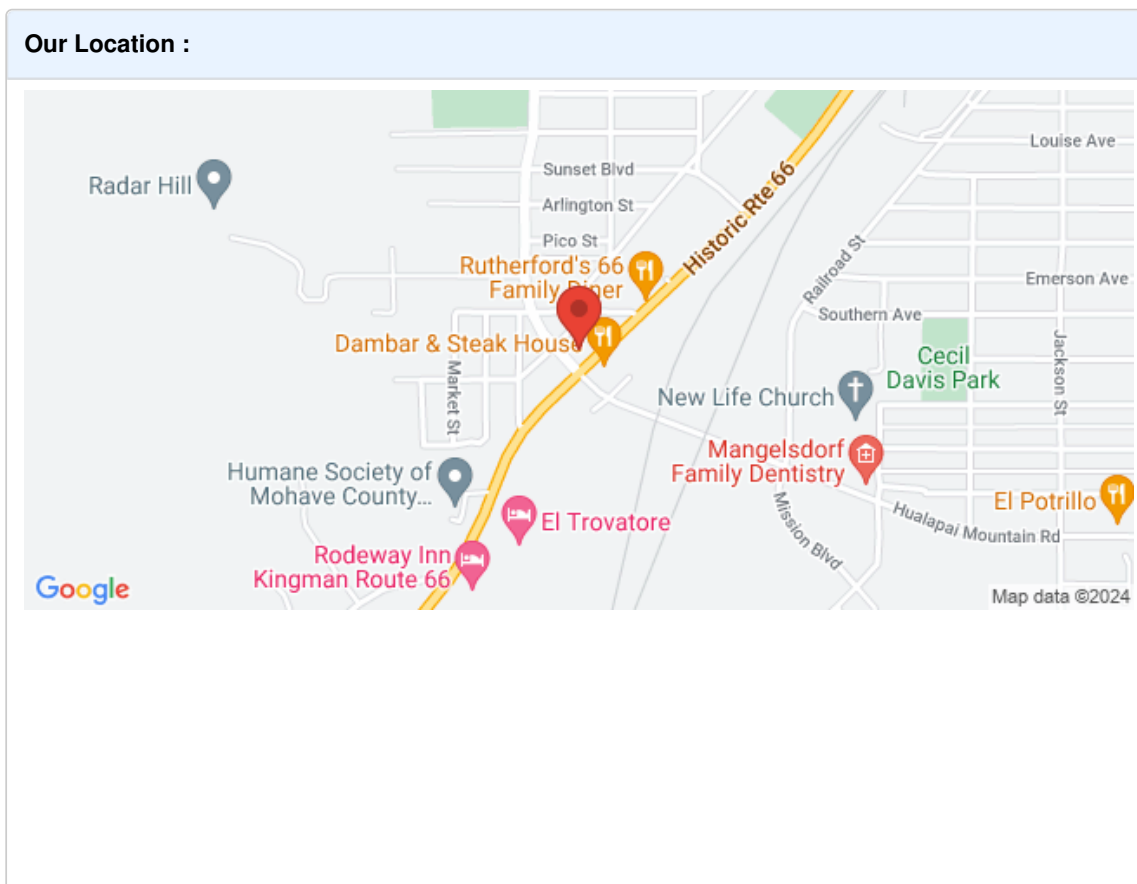 Our Location :
Louise Ave
Sunset Blvd
Radar Hill
Arlington St
Historic Rte 66
Pico St
Rutherford's 66
Family Diner
Railroad St
Emerson Ave
Southern Ave
Dambar & Steak House
Cecil
Davis Park
Jackson St
Market St
New Life Church
Mangelsdorf
Family Dentistry
Humane Society of
Mohave County...
El Potrillo
El Trovatore
Mission Blvd
Hualapai Mountain Rd
Rodeway Inn
Kingman Route 66
Google
Map data ©2024